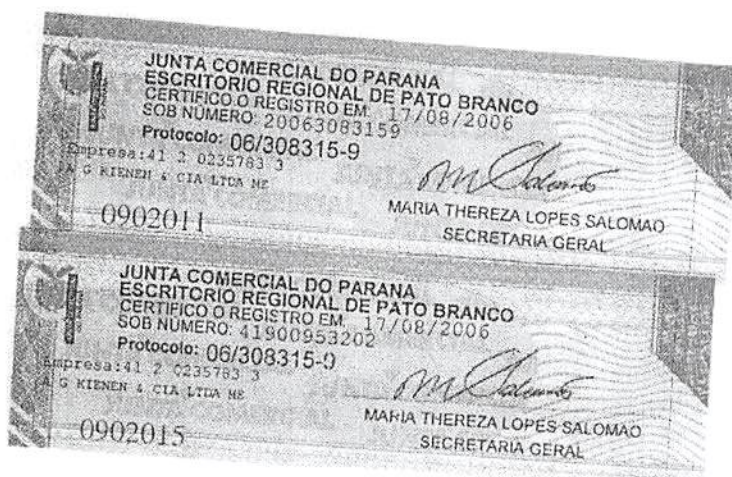 JUNTA COMERCIAL DO PARANA
ESCRITORIO REGIONAL DE PATO BRANCO
CERTIFICO O REGISTRO EM: 17/08/2006
SOB NÚMERO: 20063083159
Protocolo: 06/308315-9
Empresa:41 2 0235783 3
A G KIENEN & CIA LTDA ME
0902011
MARIA THEREZA LOPES SALOMAO
SECRETARIA GERAL
JUNTA COMERCIAL DO PARANA
ESCRITORIO REGIONAL DE PATO BRANCO
CERTIFICO O REGISTRO EM: 17/08/2006
SOB NÚMERO: 41900953202
Protocolo: 06/308315-9
Empresa:41 2 0235783 3
A G KIENEN & CIA LTDA ME
0902015
MARIA THEREZA LOPES SALOMAO
SECRETARIA GERAL